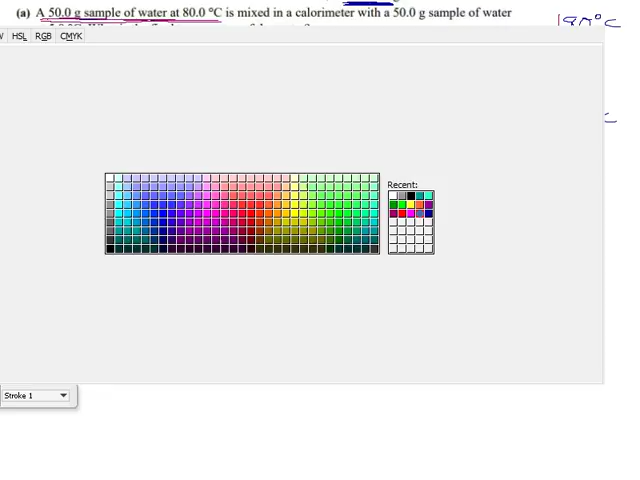 (a) A 50.0 g sample of water at 80.0 °C is mixed in a calorimeter with a 50.0 g sample of water
HSL RGB CMYK
Recent:
Stroke 1